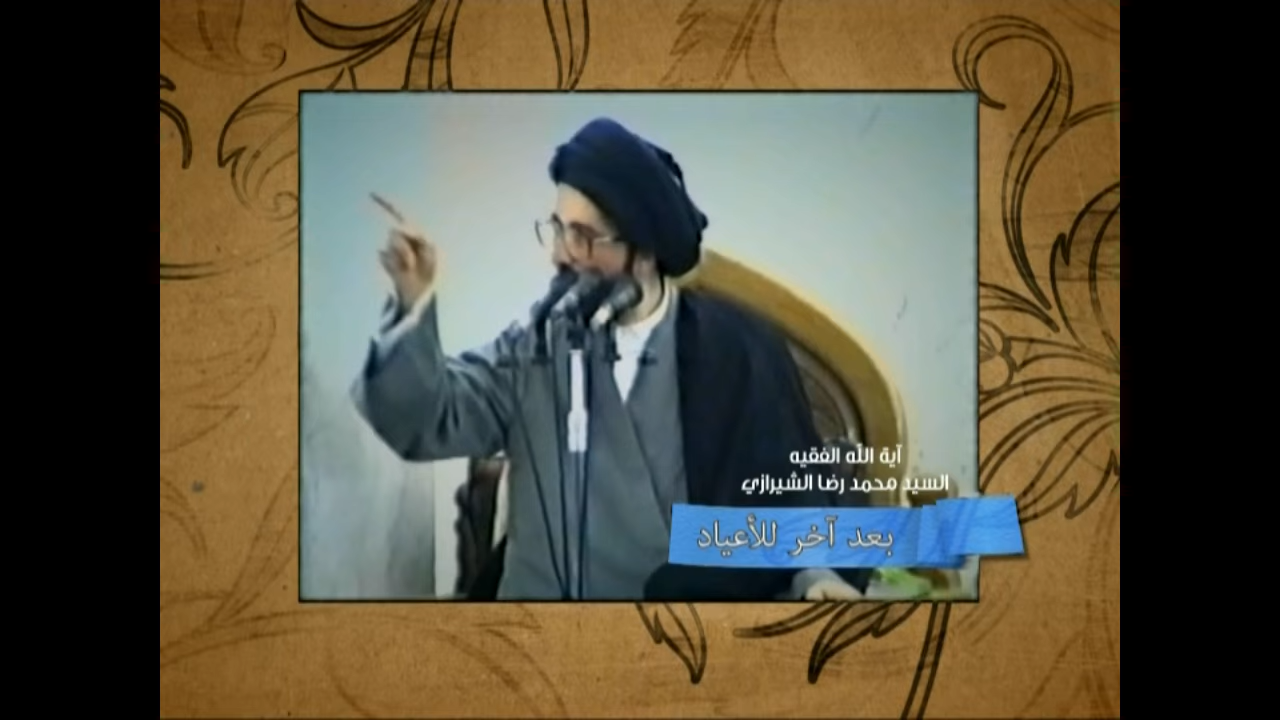 آية الله الفقيه
السيد محمد رضا الشيرازي
بعد آخر للأعياد